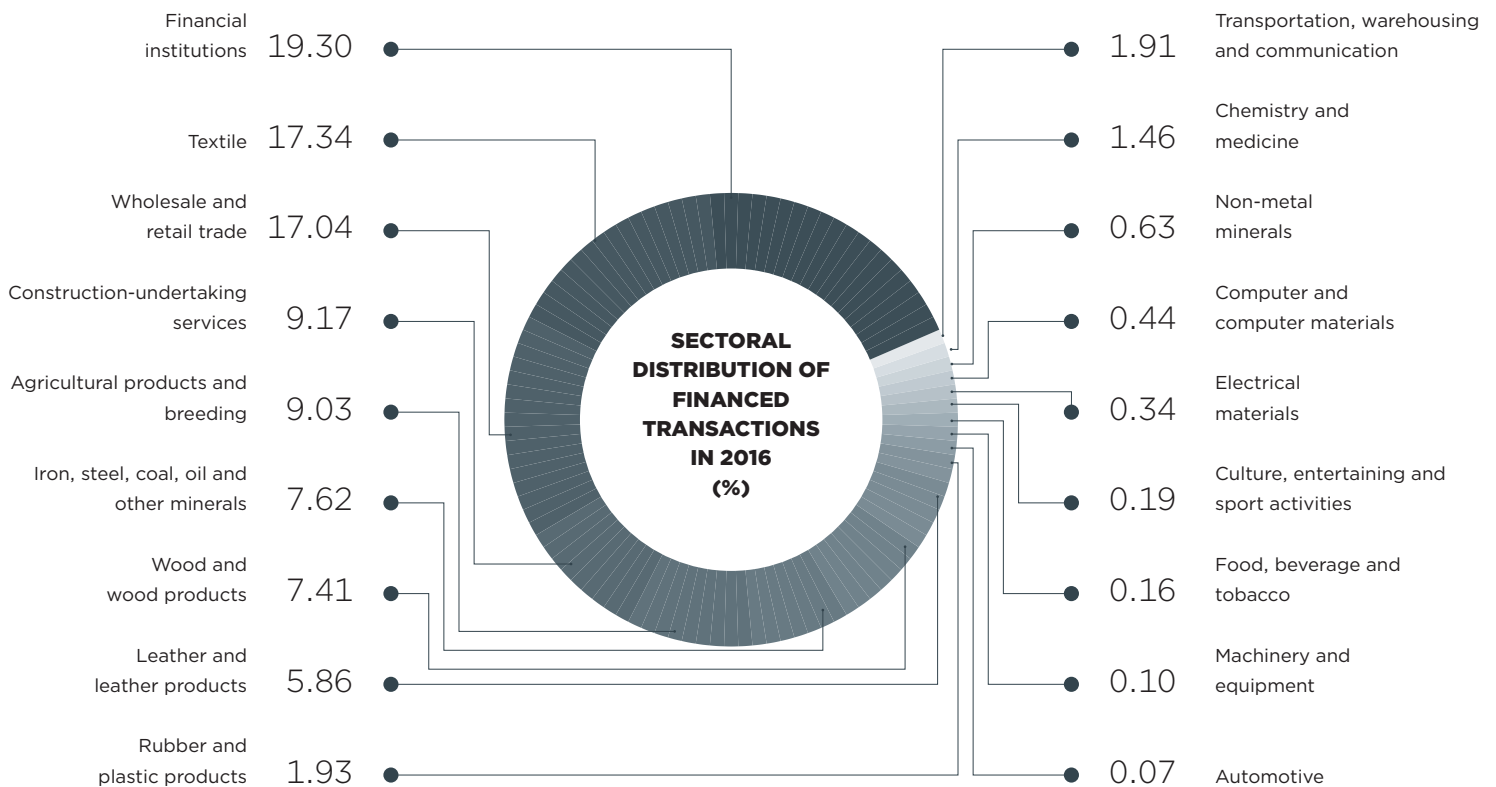 Financial
institutions 19.30
Textile 17.34
Wholesale and
retail trade 17.04
Construction-undertaking
services 9.17
Agricultural products and
breeding 9.03
Iron, steel, coal, oil and
other minerals 7.62
Wood and
wood products 7.41
Leather and
leather products 5.86
Rubber and
plastic products 1.93
SECTORAL
DISTRIBUTION OF
FINANCED
TRANSACTIONS
IN 2016
(%)
Transportation, warehousing
1.91 and communication
Chemistry and
1.46 medicine
Non-metal
0.63 minerals
Computer and
0.44 computer materials
Electrical
0.34 materials
Culture, entertaining and
0.19 sport activities
Food, beverage and
0.16 tobacco
Machinery and
0.10 equipment
0.07 Automotive